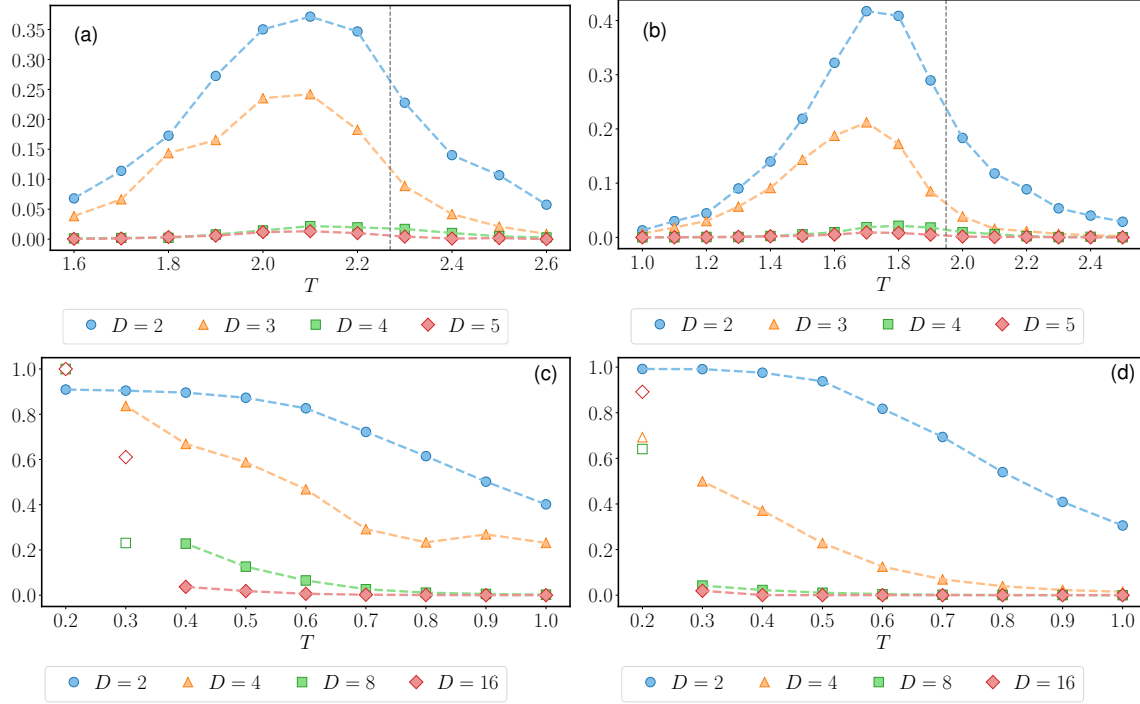 (a)
0.35
0.30
0.25
0.20
0.15
0.10
0.05
0.00
1.6 1.8 2.0 2.2 2.4 2.6
T
D = 2 D = 3 D = 4 D = 5
(b)
0.4
0.3
0.2
0.1
0.0
1.0 1.2 1.4 1.6 1.8 2.0 2.2 2.4
T
D = 2 D = 3 D = 4 D = 5
(c)
1.0
0.8
0.6
0.4
0.2
0.0
0.2 0.3 0.4 0.5 0.6 0.7 0.8 0.9 1.0
T
D = 2 D = 4 D = 8 D = 16
(d)
1.0
0.8
0.6
0.4
0.2
0.0
0.2 0.3 0.4 0.5 0.6 0.7 0.8 0.9 1.0
T
D = 2 D = 4 D = 8 D = 16